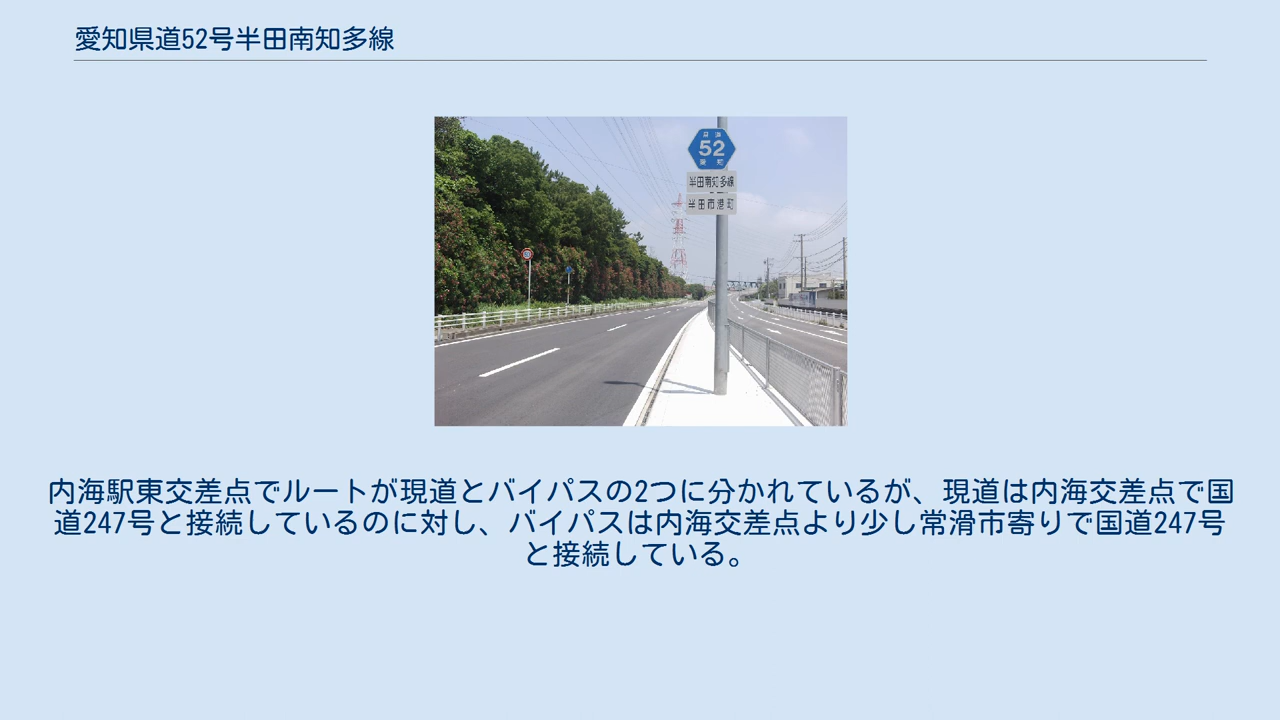 愛知県道52号半田南知多線
県道
52
愛知
半田南知多線
半田市港町
内海駅東交差点でルートが現道とバイパスの2つに分かれているが、現道は内海交差点で国
道247号と接続しているのに対し、バイパスは内海交差点より少し常滑市寄りで国道247号
と接続している。